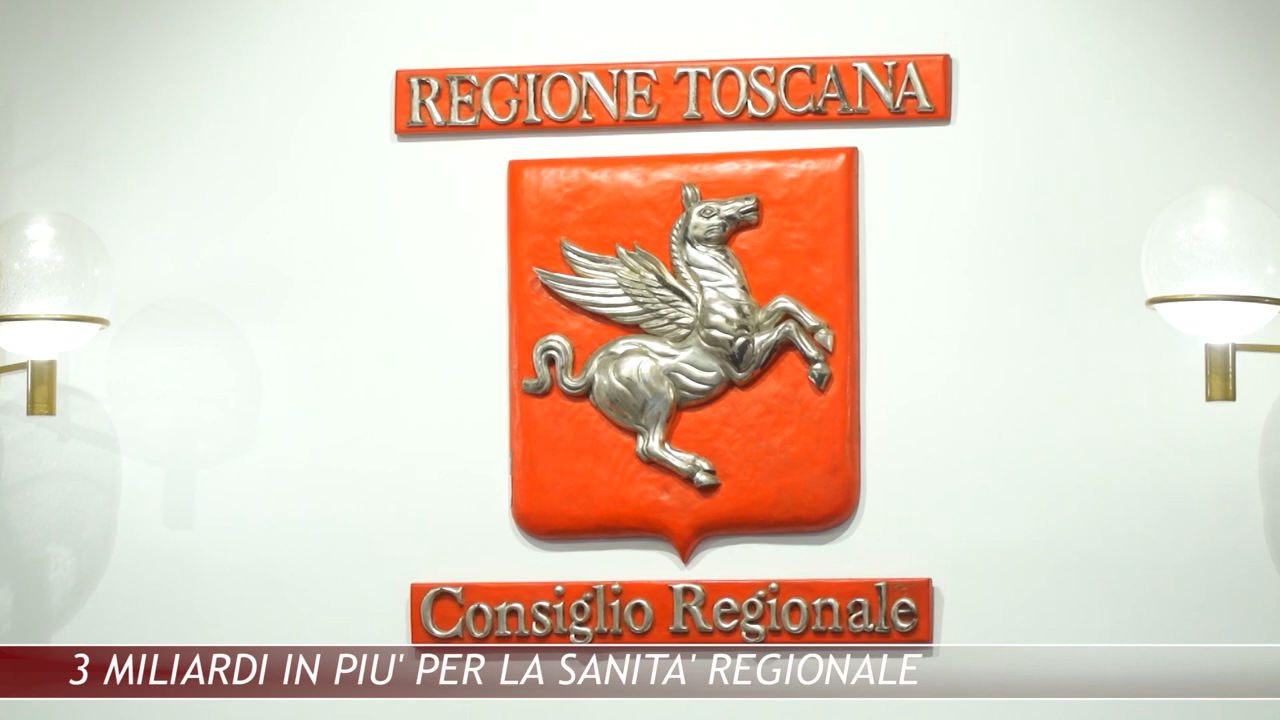 REGIONE TOSCANA
Consiglio Regionale
3 MILIARDI IN PIU' PER LA SANITA' REGIONALE